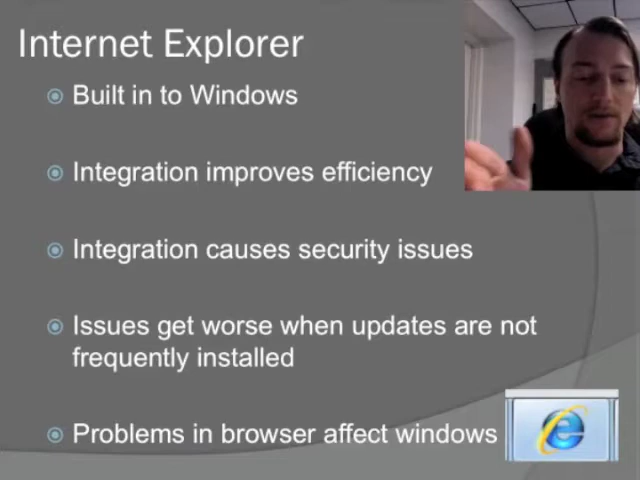 Internet Explorer
Built in to Windows
Integration improves efficiency
Integration causes security issues
Issues get worse when updates are not
frequently installed
Problems in browser affect windows